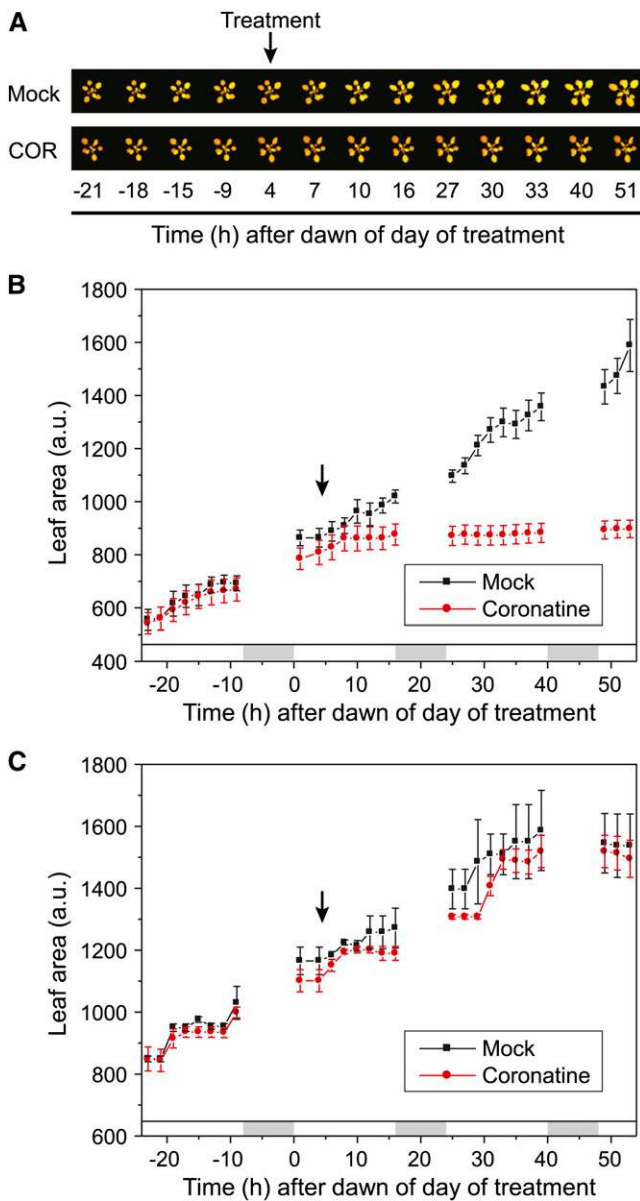 A
Treatment
Mock
COR
-21 -18 -15 -9 4 7 10 16 27 30 33 40 51
Time (h) after dawn of day of treatment
B
1800
1600
1400
1200
1000
800
600
400
Leaf area (a.u.)
Mock
Coronatine
-20 -10 0 10 20 30 40 50
Time (h) after dawn of day of treatment
C
1800
1600
1400
1200
1000
800
600
Leaf area (a.u.)
Mock
Coronatine
-20 -10 0 10 20 30 40 50
Time (h) after dawn of day of treatment